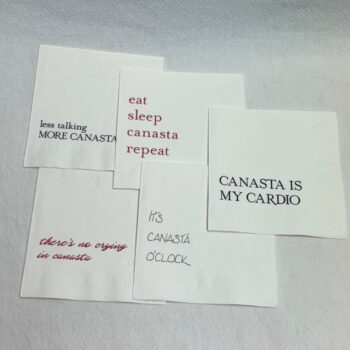 less talking
MORE CANASTA
eat
sleep
canasta
repeat
CANASTA IS
MY CARDIO
there's no crying
in canasta
It's
CANASTA
O'CLOCK